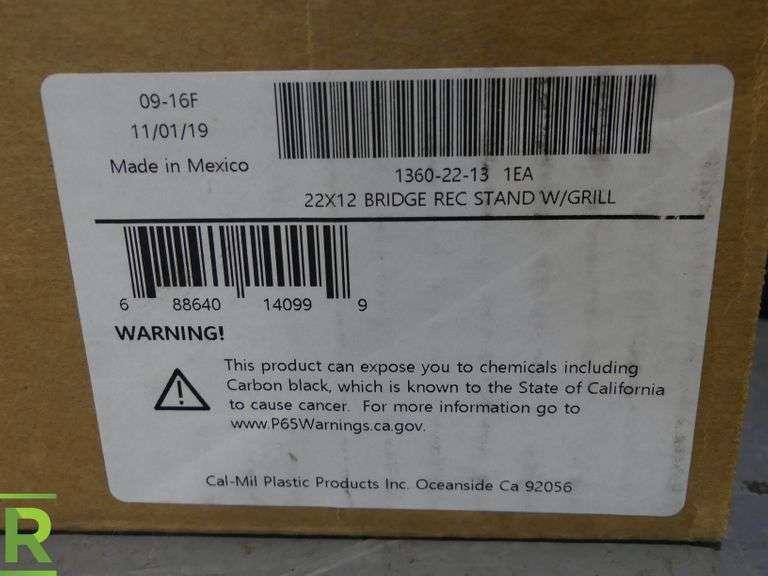 09-16F
11/01/19
Made in Mexico
1360-22-13 1EA
22X12 BRIDGE REC STAND W/GRILL
6 88640 14099 9
WARNING!
This product can expose you to chemicals including
Carbon black, which is known to the State of California
to cause cancer. For more information go to
www.P65Warnings.ca.gov.
Cal-Mil Plastic Products Inc. Oceanside Ca 92056
R